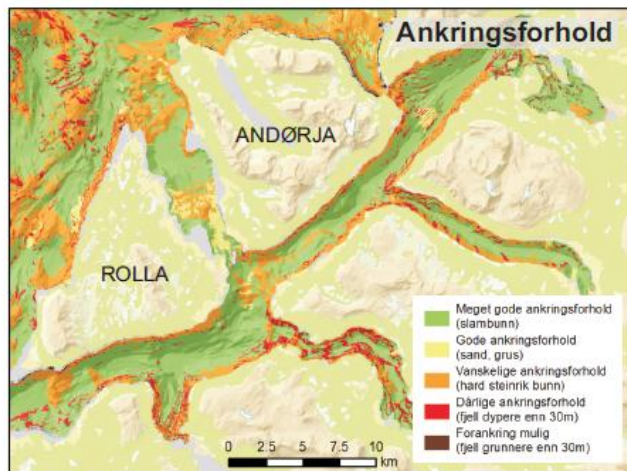 Ankringsforhold
ANDØRJA
ROLLA
Meget gode ankringsforhold
(slambunn)
Gode ankringsforhold
(sand, grus)
Vanskelige ankringsforhold
(hard steinrik bunn)
Dårlige ankringsforhold
(fjell dypere enn 30m)
Forankring mulig
(fjell grunnere enn 30m)
0 2.5 5 7.5 10
km